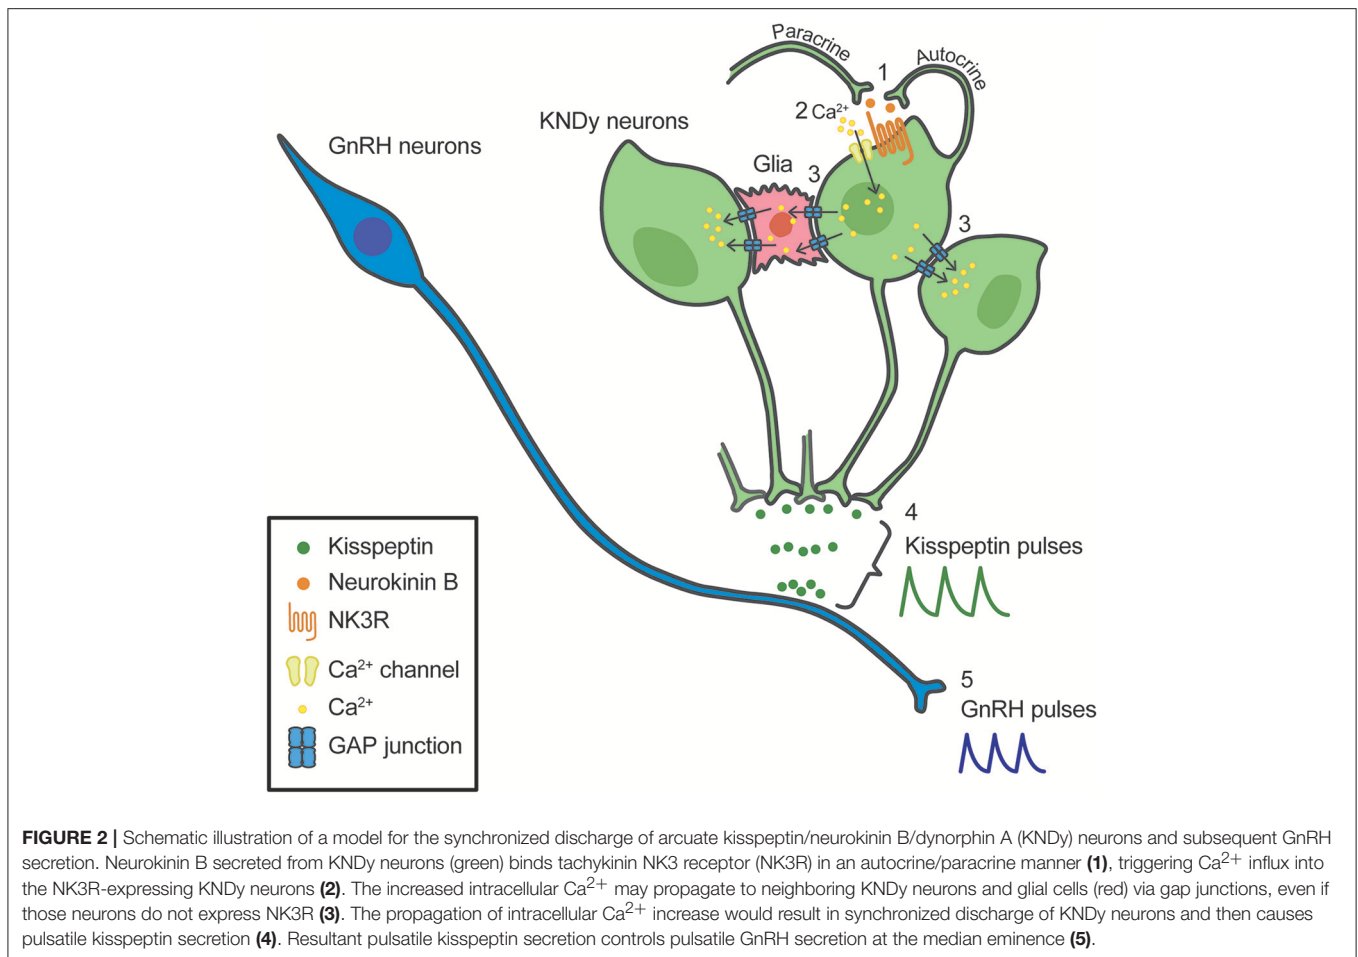 Paracrine
Autocrine
1
2 Ca²⁺
KNDy neurons
GnRH neurons
Glia
3
3
4
Kisspeptin pulses
5
GnRH pulses
Kisspeptin
Neurokinin B
NK3R
Ca²⁺ channel
Ca²⁺
GAP junction
FIGURE 2 | Schematic illustration of a model for the synchronized discharge of arcuate kisspeptin/neurokinin B/dynorphin A (KNDy) neurons and subsequent GnRH
secretion. Neurokinin B secreted from KNDy neurons (green) binds tachykinin NK3 receptor (NK3R) in an autocrine/paracrine manner (1), triggering Ca²⁺ influx into
the NK3R-expressing KNDy neurons (2). The increased intracellular Ca²⁺ may propagate to neighboring KNDy neurons and glial cells (red) via gap junctions, even if
those neurons do not express NK3R (3). The propagation of intracellular Ca²⁺ increase would result in synchronized discharge of KNDy neurons and then causes
pulsatile kisspeptin secretion (4). Resultant pulsatile kisspeptin secretion controls pulsatile GnRH secretion at the median eminence (5).